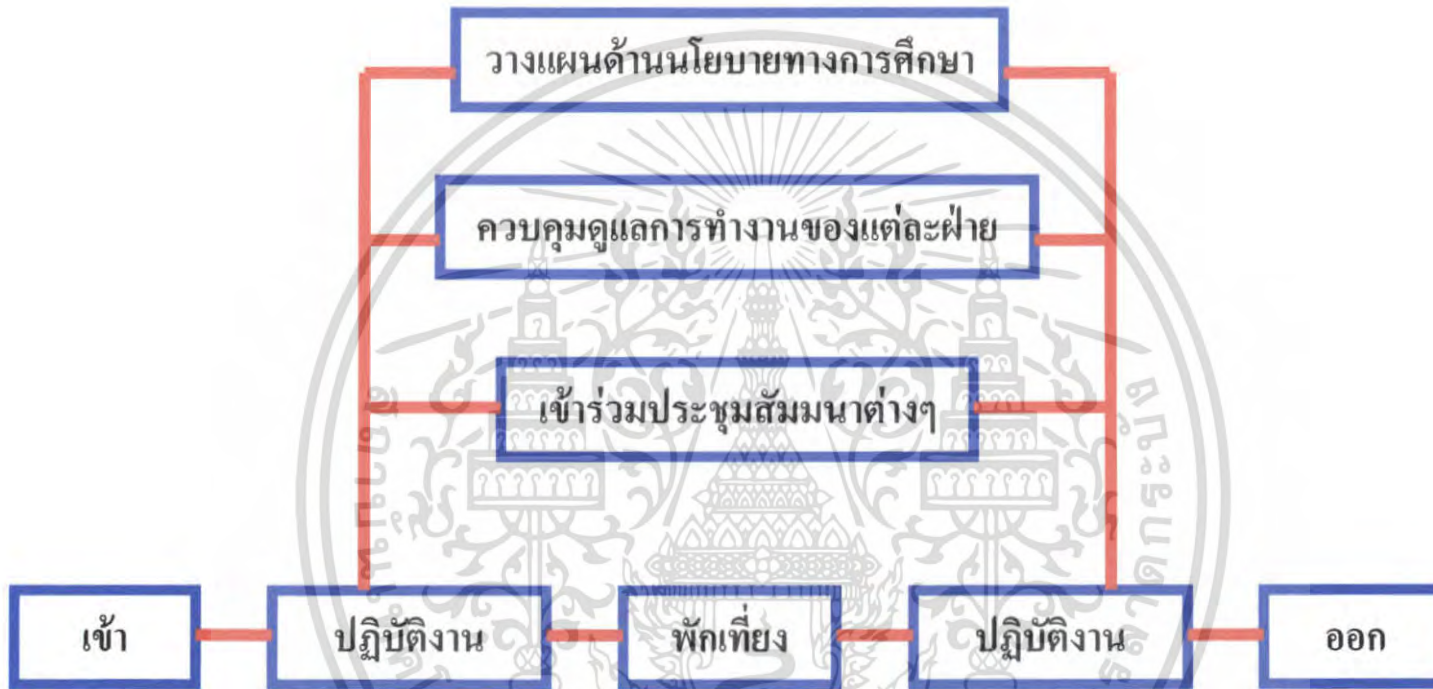 วางแผนด้านนโยบายทางการศึกษา
ควบคุมดูแลการทำงานของแต่ละฝ่าย
เข้าร่วมประชุมสัมมนาต่างๆ
เข้า
ปฏิบัติงาน
พักเที่ยง
ปฏิบัติงาน
ออก